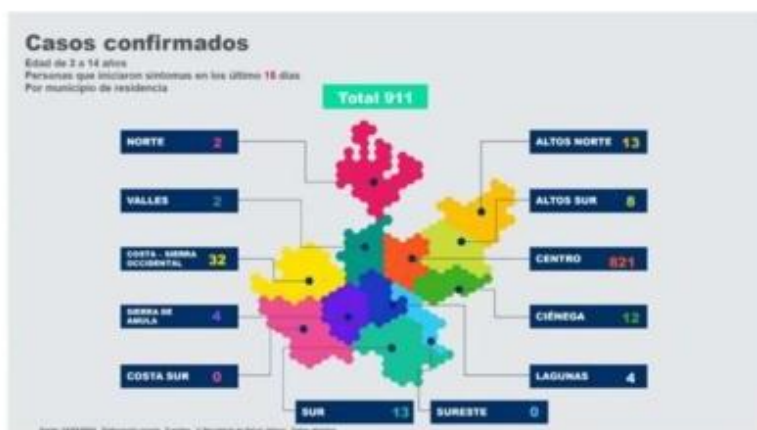 Casos confirmados
Edad de 3 a 14 años
Personas que iniciaron síntomas en los último 15 días
Por municipio de residencia
Total 911
NORTE 2
ALTOS NORTE 13
VALLES 2
ALTOS SUR 8
COSTA - SIERRA
OCCIDENTAL 32
CENTRO 821
SIERRA DE
AMULA 4
CIÉNEGA 12
COSTA SUR 0
LAGUNAS 4
SUR 13
SURESTE 0